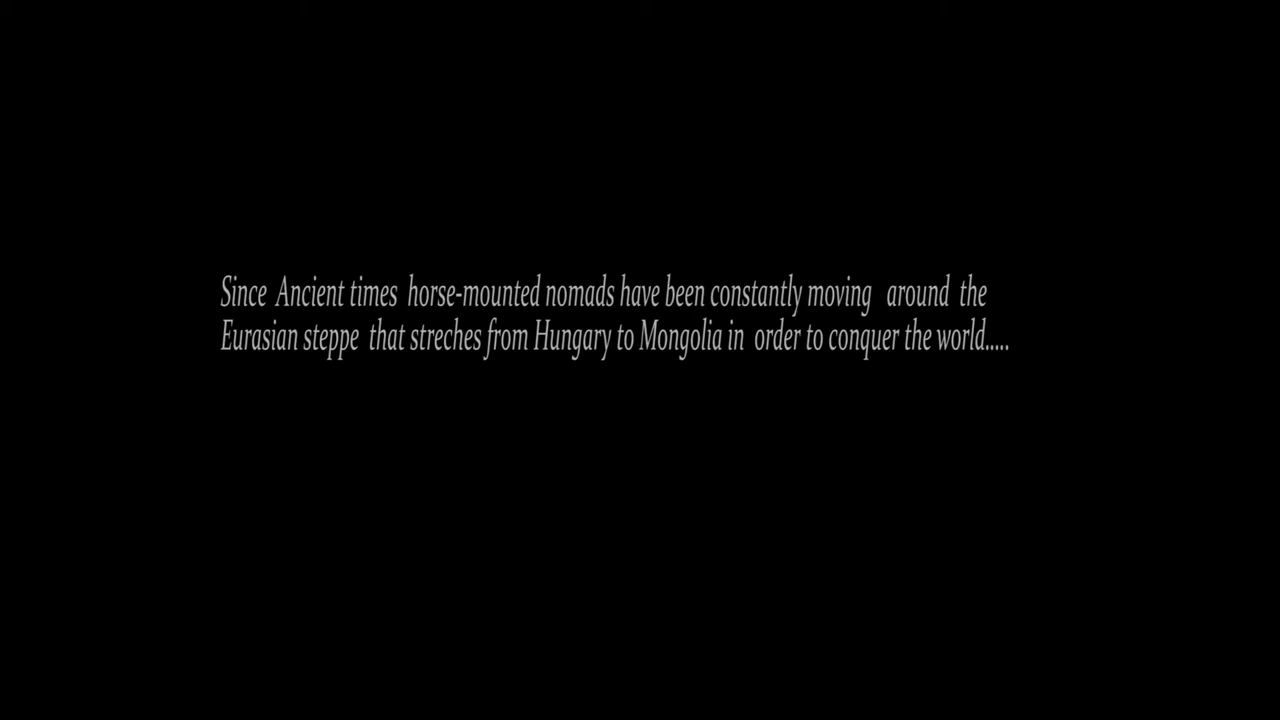 Since Ancient times horse-mounted nomads have been constantly moving around the
Eurasian steppe that streches from Hungary to Mongolia in order to conquer the world.....